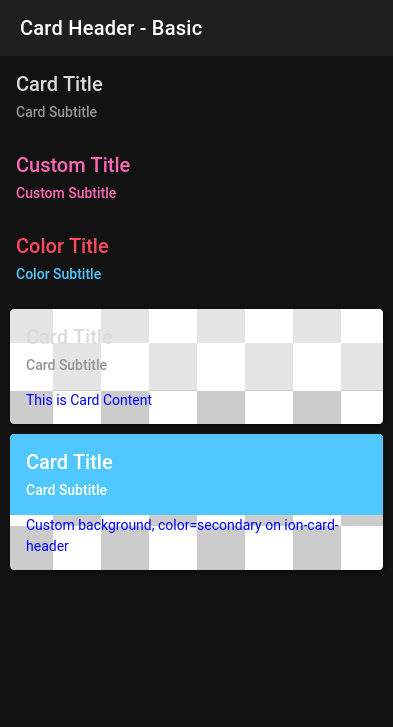 Card Header - Basic
Card Title
Card Subtitle
Custom Title
Custom Subtitle
Color Title
Color Subtitle
Card Title
Card Subtitle
This is Card Content
Card Title
Card Subtitle
Custom background, color=secondary on ion-card-
header